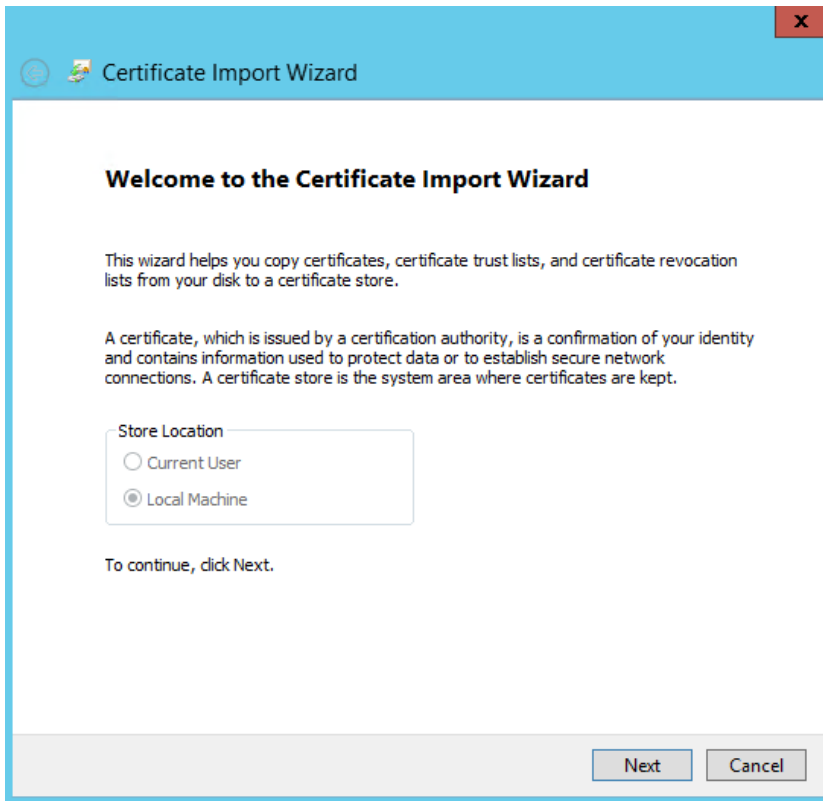 x
Certificate Import Wizard
Welcome to the Certificate Import Wizard
This wizard helps you copy certificates, certificate trust lists, and certificate revocation
lists from your disk to a certificate store.
A certificate, which is issued by a certification authority, is a confirmation of your identity
and contains information used to protect data or to establish secure network
connections. A certificate store is the system area where certificates are kept.
Store Location
Current User
Local Machine
To continue, click Next.
Next Cancel